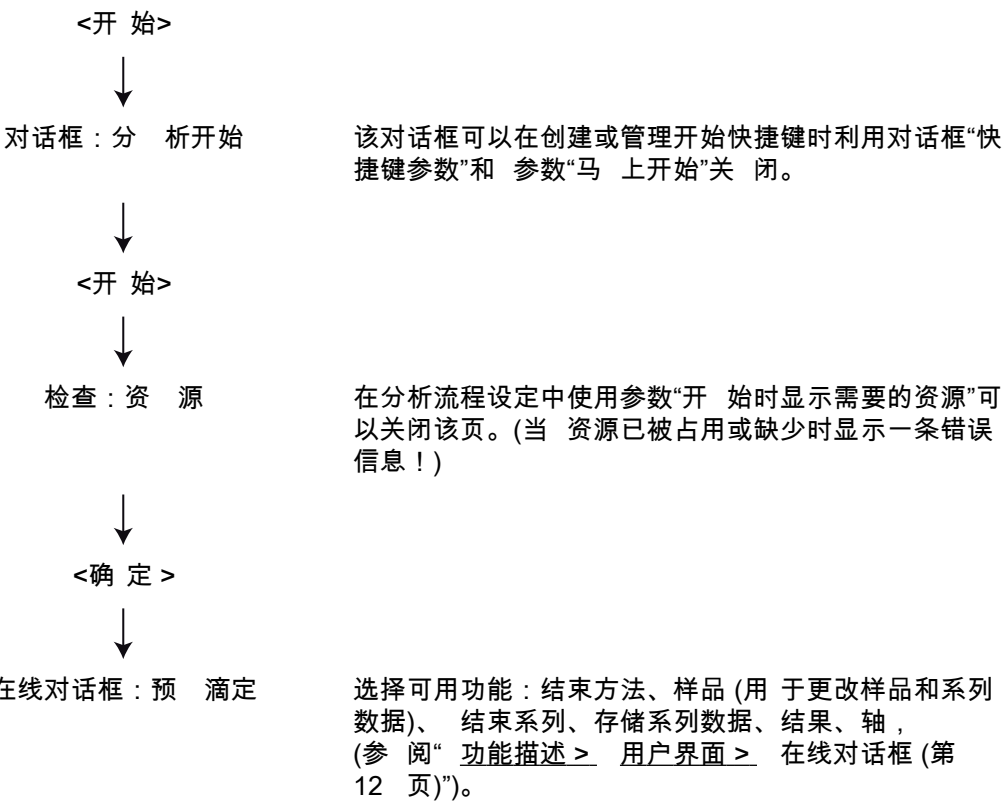 <开 始>
对话框：分 析开始
该对话框可以在创建或管理开始快捷键时利用对话框“快
捷键参数”和 参数“马 上开始”关 闭。
<开 始>
检查：资 源
在分析流程设定中使用参数“开 始时显示需要的资源”可
以关闭该页。(当 资源已被占用或缺少时显示一条错误
信息！)
<确 定 >
在线对话框：预 滴定
选择可用功能：结束方法、样品 (用 于更改样品和系列
数据)、 结束系列、存储系列数据、结果、轴，
(参 阅“ 功能描述 > 用户界面 > 在线对话框 (第
12 页)”)。